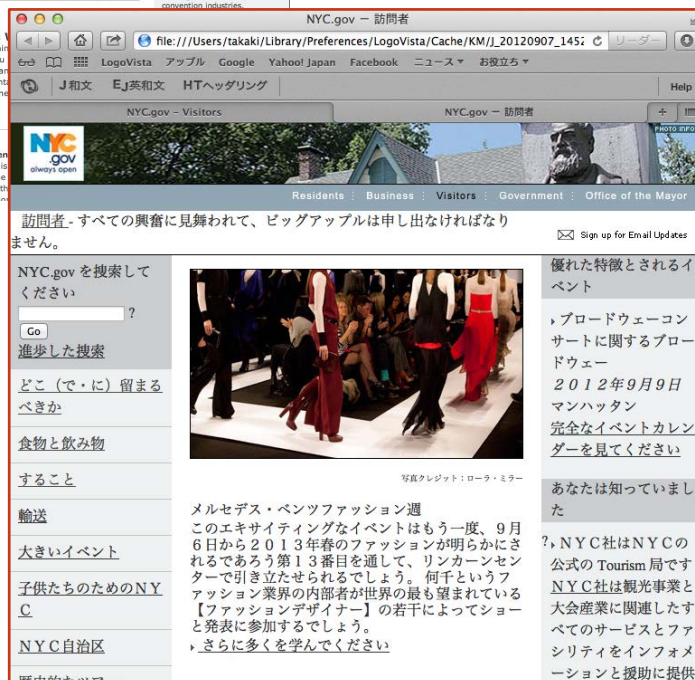 convention industries.
NYC.gov － 訪問者
file:///Users/takaki/Library/Preferences/LogoVista/Cache/KM/J_20120907_1452
リーダー
LogoVista アップル Google Yahoo! Japan Facebook ニュース▼ お役立ち▼
J和文 EJ英和文 HTヘッダリング
Help
NYC.gov - Visitors
NYC.gov － 訪問者
NYC
.gov
always open
PHOTO INFO
Residents Business Visitors Government Office of the Mayor
訪問者 - すべての興奮に見舞われて、ビッグアップルは申し出なければなり
ません。
Sign up for Email Updates
NYC.gov を捜索して
ください
?
Go
進歩した捜索
どこ（で・に）留まる
べきか
食物と飲み物
すること
輸送
大きいイベント
子供たちのためのNY
C
NYC自治区
写真クレジット：ローラ・ミラー
メルセデス・ベンツファッション週
このエキサイティングなイベントはもう一度、９月
６日から２０１３年春のファッションが明らかにさ
れるであろう第１３番目を通して、リンカーンセン
ターで引き立たせられるでしょう。 何千というフ
ァッション業界の内部者が世界の最も望まれている
【ファッションデザイナー】の若干によってショー
と発表に参加するでしょう。
さらに多くを学んでください
優れた特徴とされるイ
ベント
ブロードウェーコン
サートに関するブロー
ドウェー
２０１２年９月９日
マンハッタン
完全なイベントカレン
ダーを見てください
あなたは知っていまし
た
?NYC社はNYCの
公式の Tourism 局です
NYC社は観光事業と
大会産業に関連したす
べてのサービスとファ
シリティをインフォメ
ーションと援助に提供